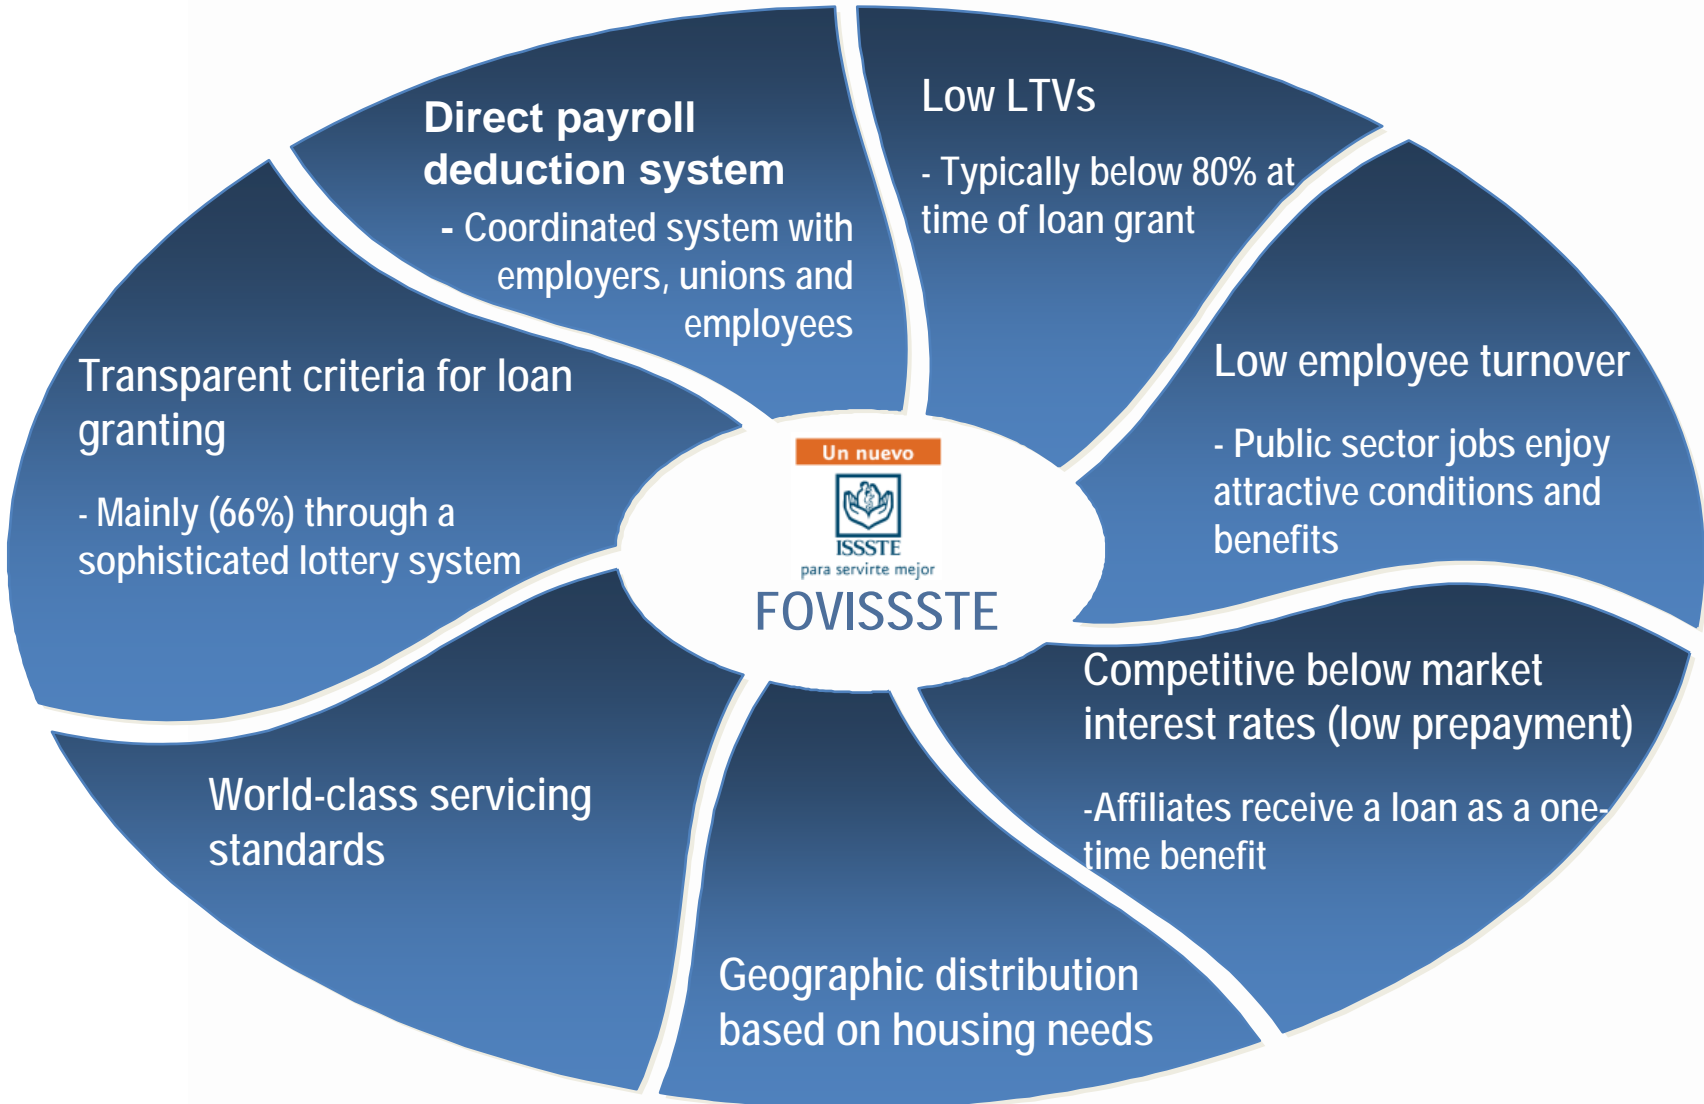 Direct payroll
deduction system
- Coordinated system with
employers, unions and
employees
Low LTVs
- Typically below 80% at
time of loan grant
Low employee turnover
- Public sector jobs enjoy
attractive conditions and
benefits
Competitive below market
interest rates (low prepayment)
-Affiliates receive a loan as a one-
time benefit
Geographic distribution
based on housing needs
World-class servicing
standards
Transparent criteria for loan
granting
- Mainly (66%) through a
sophisticated lottery system
Un nuevo
ISSSTE
para servirte mejor
FOVISSSTE